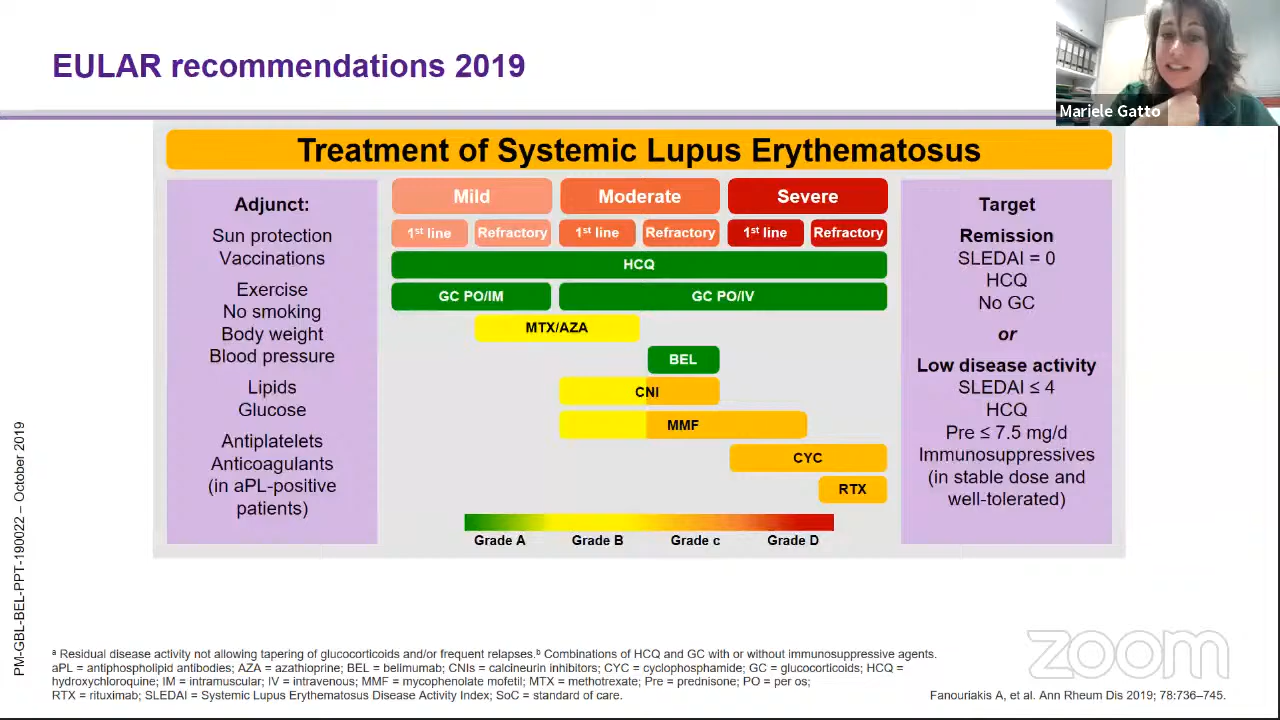 EULAR recommendations 2019
Mariele Gatto
Treatment of Systemic Lupus Erythematosus
Adjunct:
Sun protection
Vaccinations
Exercise
No smoking
Body weight
Blood pressure
Lipids
Glucose
Antiplatelets
Anticoagulants
(in aPL-positive
patients)
Mild
Moderate
Severe
1st line
Refractory
1st line
Refractory
1st line
Refractory
HCQ
GC PO/IM
GC PO/IV
MTX/AZA
BEL
CNI
MMF
CYC
RTX
Grade A
Grade B
Grade c
Grade D
Target
Remission
SLEDAI = 0
HCQ
No GC
or
Low disease activity
SLEDAI ≤ 4
HCQ
Pre ≤ 7.5 mg/d
Immunosuppressives
(in stable dose and
well-tolerated)
PM-GBL-BEL-PPT-190022 – October 2019
a Residual disease activity not allowing tapering of glucocorticoids and/or frequent relapses.b Combinations of HCQ and GC with or without immunosuppressive agents.
aPL = antiphospholipid antibodies; AZA = azathioprine; BEL = belimumab; CNIs = calcineurin inhibitors; CYC = cyclophosphamide; GC = glucocorticoids; HCQ =
hydroxychloroquine; IM = intramuscular; IV = intravenous; MMF = mycophenolate mofetil; MTX = methotrexate; Pre = prednisone; PO = per os;
RTX = rituximab; SLEDAI = Systemic Lupus Erythematosus Disease Activity Index; SoC = standard of care.
zoom
Fanouriakis A, et al. Ann Rheum Dis 2019; 78:736–745.